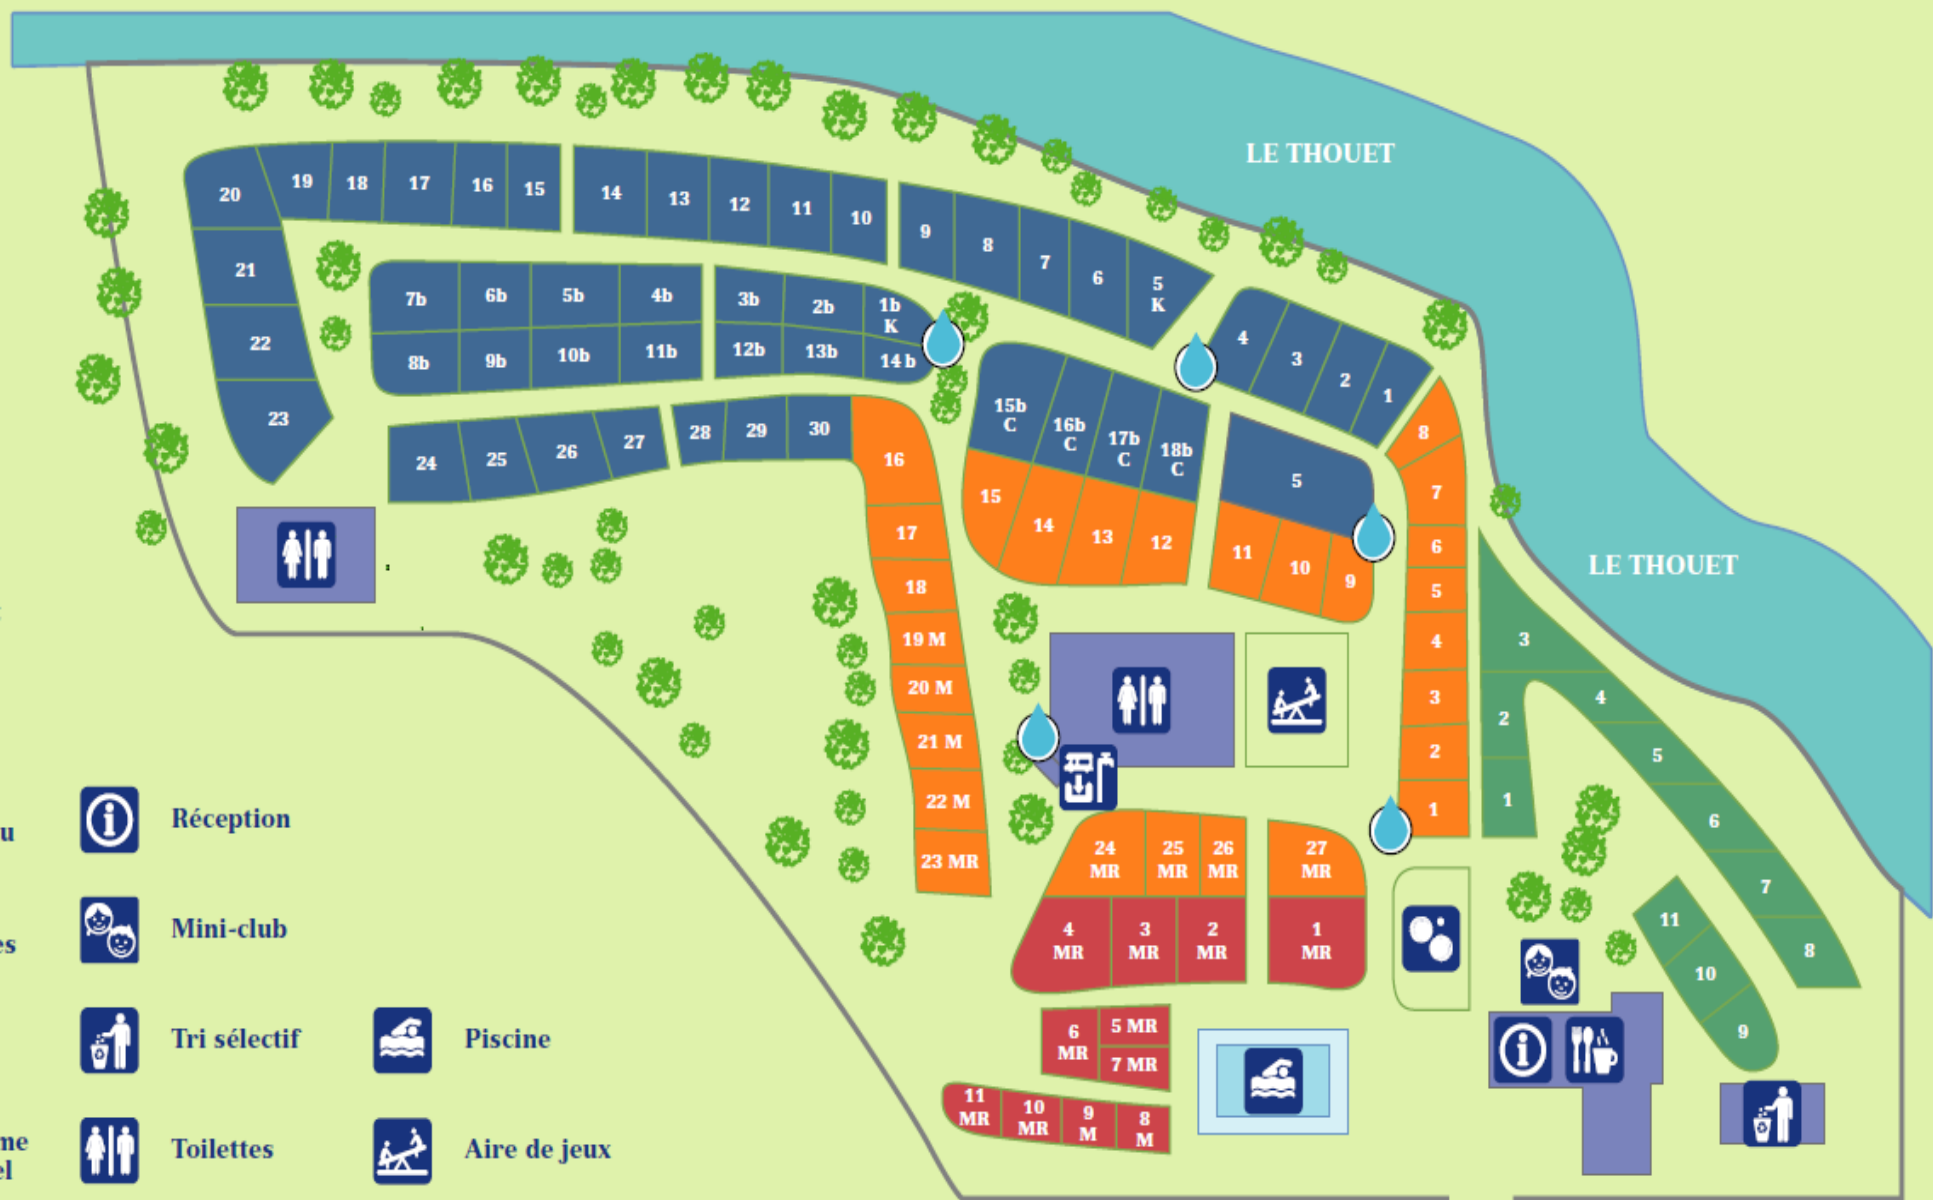 LE THOUET
19
18
17
16
15
20
14
13
12
11
10
9
8
7
6
5
K
21
22
23
7b
6b
5b
4b
3b
2b
1b
K
8b
9b
10b
11b
12b
13b
14 b
4
3
2
1
24
25
26
27
28
29
30
15b
C
16b
C
17b
C
18b
C
5
16
17
18
19 M
20 M
21 M
22 M
23 MR
15
14
13
12
11
10
9
8
7
6
5
4
3
2
1
LE THOUET
3
2
1
4
5
6
7
8
11
10
9
24
MR
25
MR
26
MR
27
MR
4
MR
3
MR
2
MR
1
MR
6
MR
5 MR
7 MR
11
MR
10
MR
9
M
8
M
u
Réception
es
Mini-club
Tri sélectif
Piscine
me
el
Toilettes
Aire de jeux